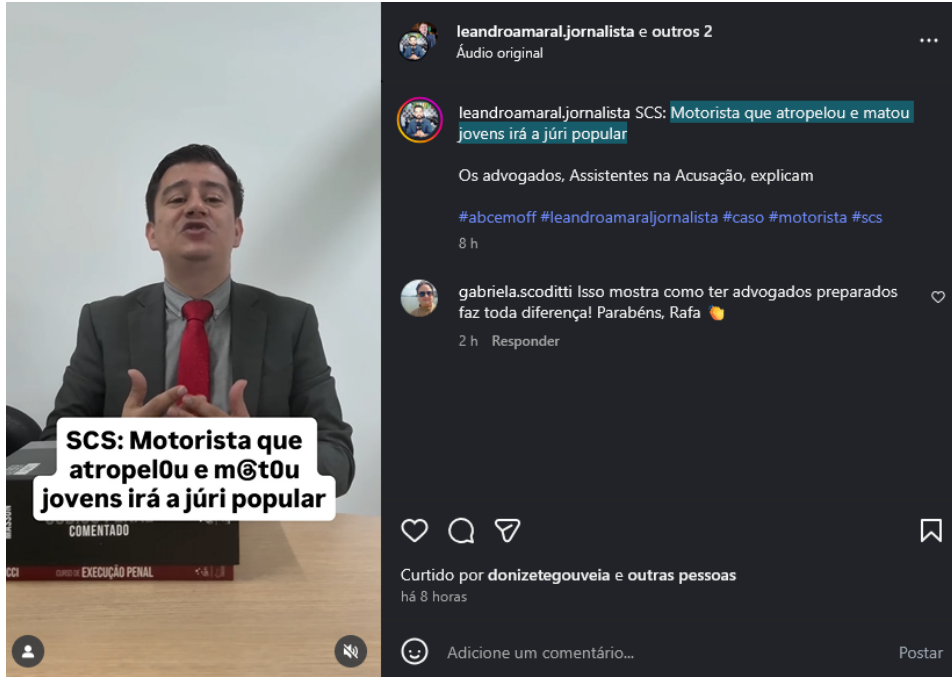 SCS: Motorista que
atropel0u e m@t0u
jovens irá a júri popular
COMENTADO
EXECUÇÃO PENAL
leandroamaral.jornalista e outros 2
Áudio original
leandroamaral.jornalista SCS: Motorista que atropelou e matou
jovens irá a júri popular
Os advogados, Assistentes na Acusação, explicam
#abcemoff #leandroamaraljornalista #caso #motorista #scs
8 h
gabriela.scoditti Isso mostra como ter advogados preparados
faz toda diferença! Parabéns, Rafa 👏
2 h Responder
Curtido por donizetegouveia e outras pessoas
há 8 horas
Adicione um comentário...
Postar